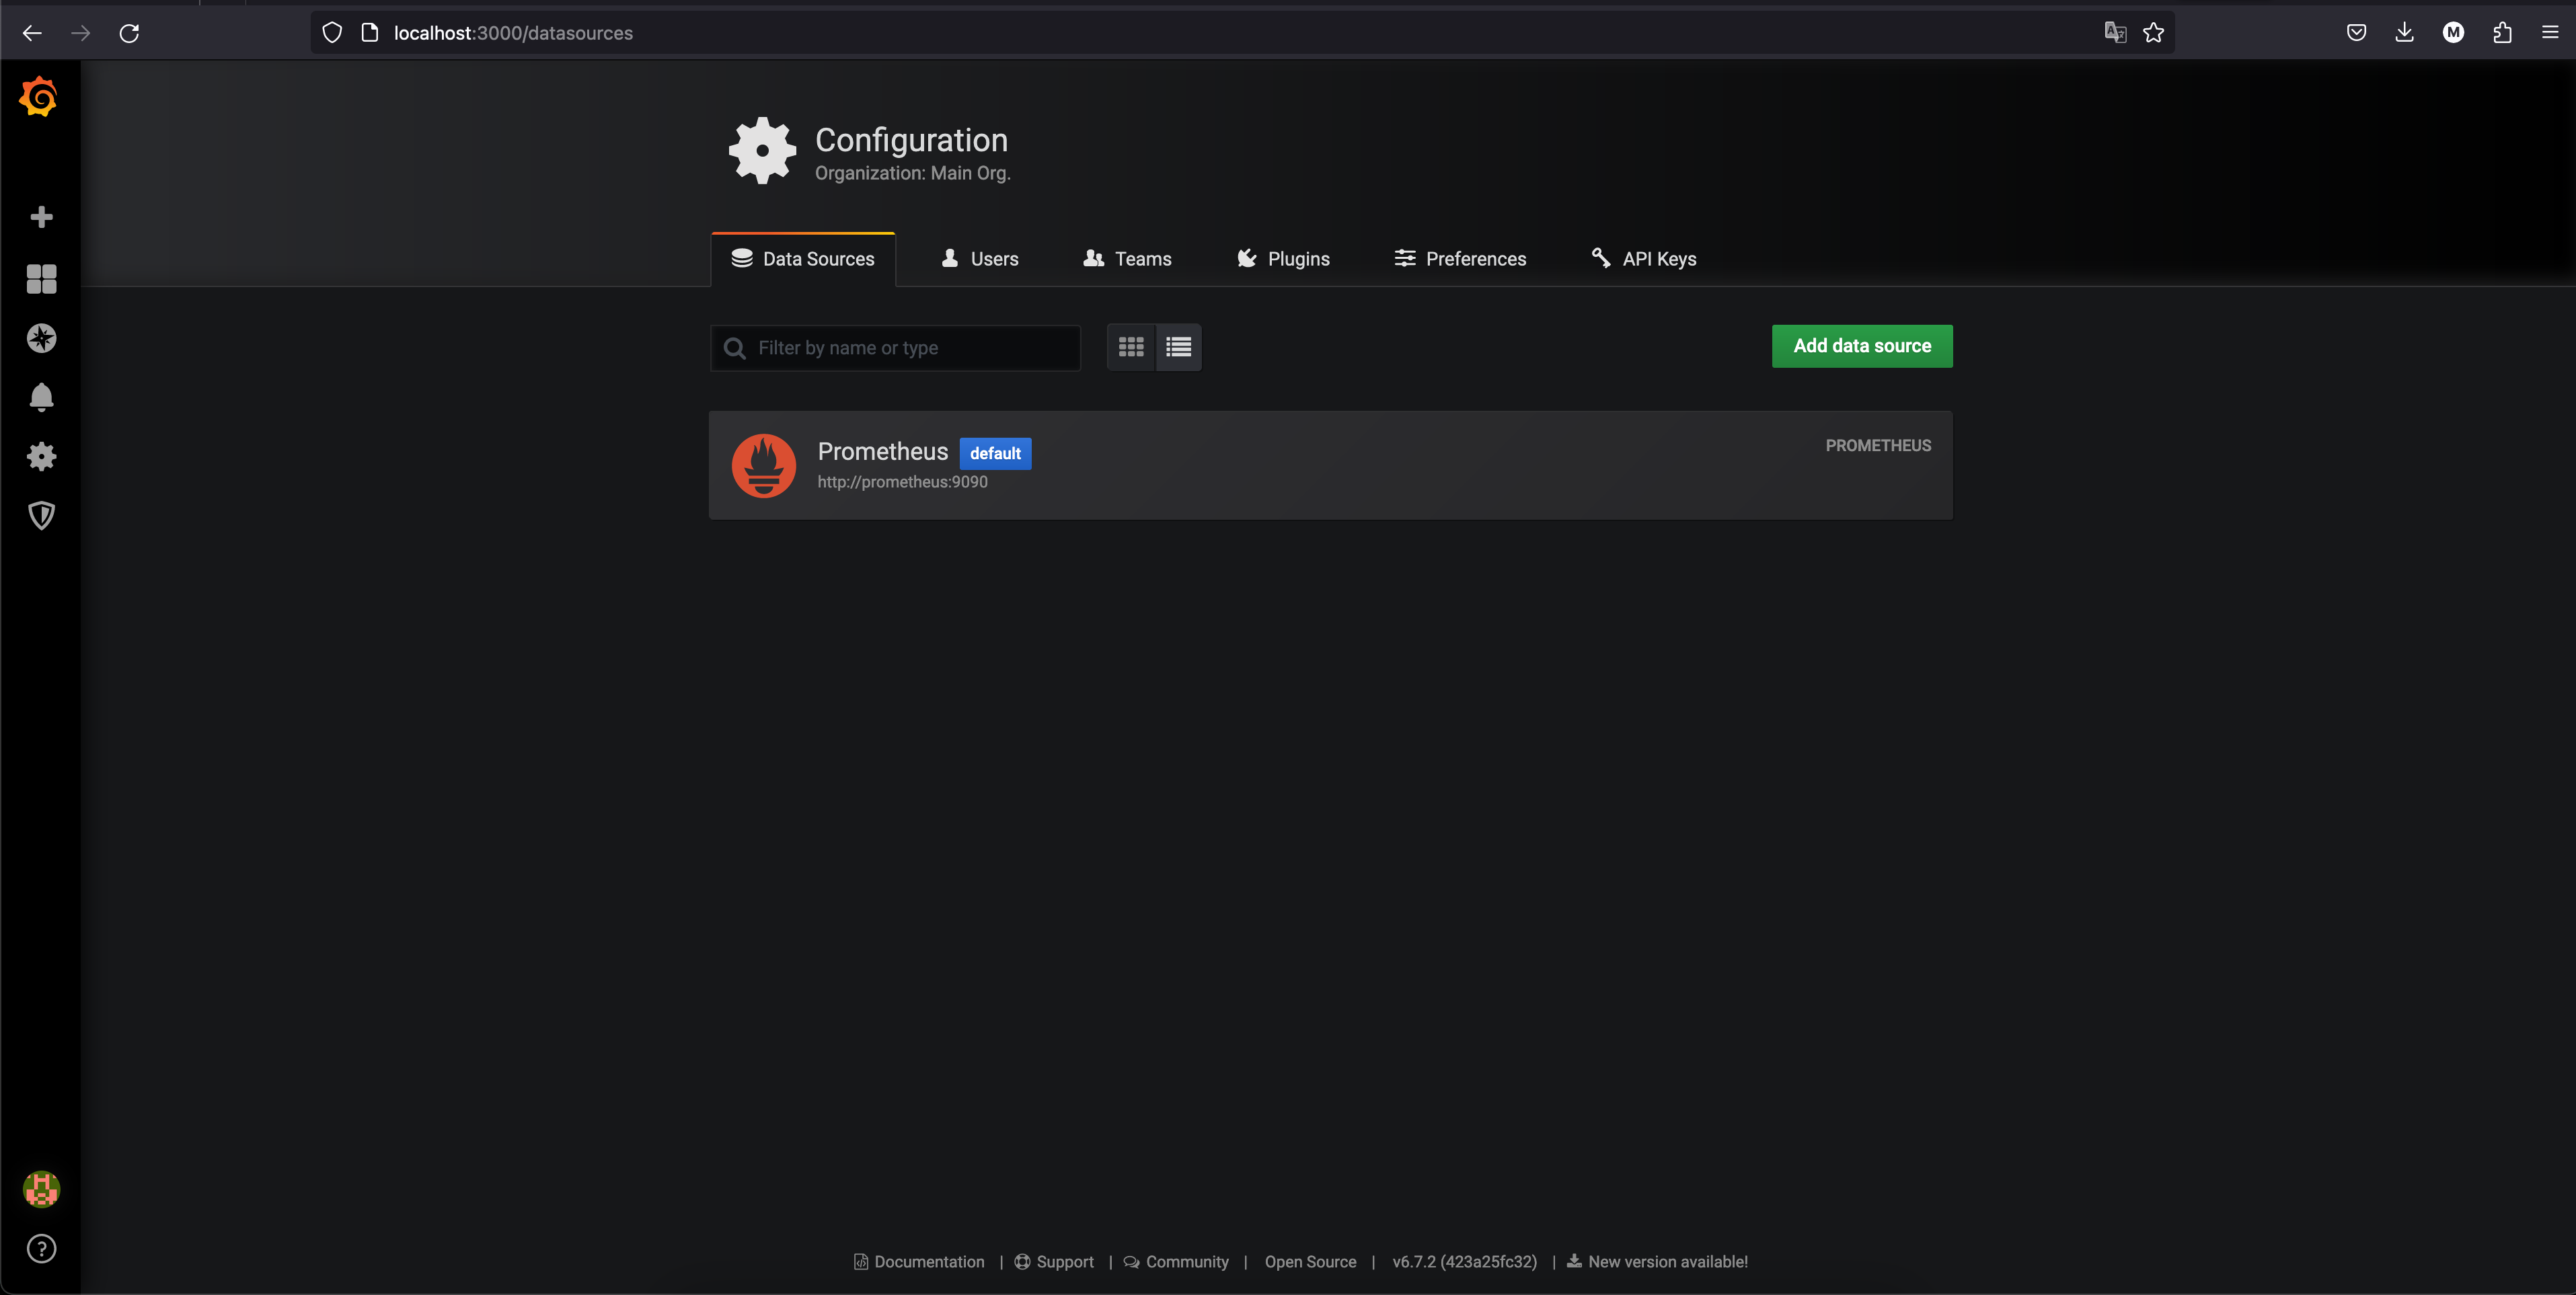 localhost:3000/datasources
M
Configuration
Organization: Main Org.
Data Sources
Users
Teams
Plugins
Preferences
API Keys
Filter by name or type
Add data source
Prometheus default
PROMETHEUS
http://prometheus:9090
Documentation | Support | Community | Open Source | v6.7.2 (423a25fc32) | New version available!